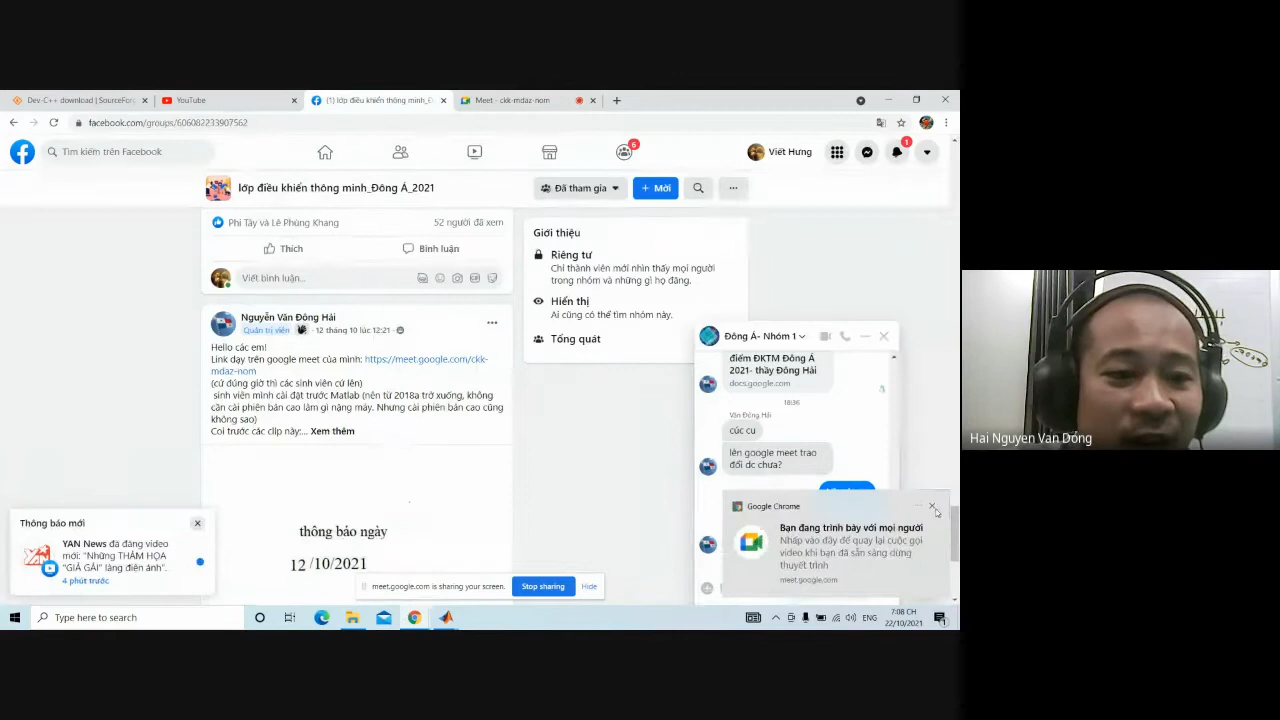 Dev-C++ download | SourceFor
YouTube
(1) lớp điều khiển thông minh_Đ
Meet - ckk-mdaz-nom
facebook.com/groups/606082233907562
Tìm kiếm trên Facebook
6
Viết Hưng
1
lớp điều khiển thông minh_Đông Á_2021
Đã tham gia
+ Mới
Phi Tây và Lê Phùng Khang
52 người đã xem
Thích
Bình luận
Viết bình luận...
GIF
Giới thiệu
Riêng tư
Chỉ thành viên mới nhìn thấy mọi người
trong nhóm và những gì họ đăng.
Hiển thị
Ai cũng có thể tìm nhóm này.
Tổng quát
Nguyễn Văn Đông Hải
Quản trị viên · 12 tháng 10 lúc 12:21 ·
Hello các em!
Link dạy trên google meet của mình: https://meet.google.com/ckk-
mdaz-nom
(cứ đúng giờ thì các sinh viên cứ lên)
sinh viên mình cài đặt trước Matlab (nên từ 2018a trở xuống, không
cần cài phiên bản cao làm gì nặng máy. Nhưng cài phiên bản cao cũng
không sao)
Coi trước các clip này:... Xem thêm
thông báo ngày
12 /10/2021
Đông Á- Nhóm 1
điểm ĐKTM Đông Á
2021- thầy Đông Hải
docs.google.com
18:36
Văn Đông Hải
cúc cu
lên google meet trao
đổi dc chưa?
Google Chrome
Bạn đang trình bày với mọi người
Nhấp vào đây để quay lại cuộc gọi
video khi bạn đã sẵn sàng dừng
thuyết trình
meet.google.com
Thông báo mới
YAN News đã đăng video
mới: "Những THẢM HỌA
"GIẢ GÁI" làng điện ảnh".
4 phút trước
meet.google.com is sharing your screen.
Stop sharing
Hide
Type here to search
ENG
7:08 CH
22/10/2021
1
Hai Nguyen Van Dống